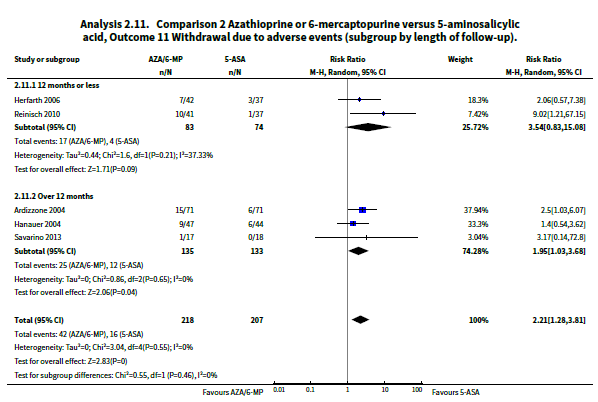 Analysis 2.11. Comparison 2 Azathioprine or 6-mercaptopurine versus 5-aminosalicylic
acid, Outcome 11 Withdrawal due to adverse events (subgroup by length of follow-up).
Study or subgroup AZA/6-MP 5-ASA Risk Ratio Weight Risk Ratio
n/N n/N M-H, Random, 95% CI M-H, Random, 95% CI
2.11.1 12 months or less
Herfarth 2006 7/42 3/37 18.3% 2.06[0.57,7.38]
Reinisch 2010 10/41 1/37 7.42% 9.02[1.21,67.15]
Subtotal (95% CI) 83 74 25.72% 3.54[0.83,15.08]
Total events: 17 (AZA/6-MP), 4 (5-ASA)
Heterogeneity: Tau²=0.44; Chi²=1.6, df=1(P=0.21); I²=37.33%
Test for overall effect: Z=1.71(P=0.09)
2.11.2 Over 12 months
Ardizzone 2004 15/71 6/71 37.94% 2.5[1.03,6.07]
Hanauer 2004 9/47 6/44 33.3% 1.4[0.54,3.62]
Savarino 2013 1/17 0/18 3.04% 3.17[0.14,72.8]
Subtotal (95% CI) 135 133 74.28% 1.95[1.03,3.68]
Total events: 25 (AZA/6-MP), 12 (5-ASA)
Heterogeneity: Tau²=0; Chi²=0.86, df=2(P=0.65); I²=0%
Test for overall effect: Z=2.06(P=0.04)
Total (95% CI) 218 207 100% 2.21[1.28,3.81]
Total events: 42 (AZA/6-MP), 16 (5-ASA)
Heterogeneity: Tau²=0; Chi²=3.04, df=4(P=0.55); I²=0%
Test for overall effect: Z=2.83(P=0)
Test for subgroup differences: Chi²=0.55, df=1 (P=0.46), I²=0%
Favours AZA/6-MP 0.01 0.1 1 10 100 Favours 5-ASA